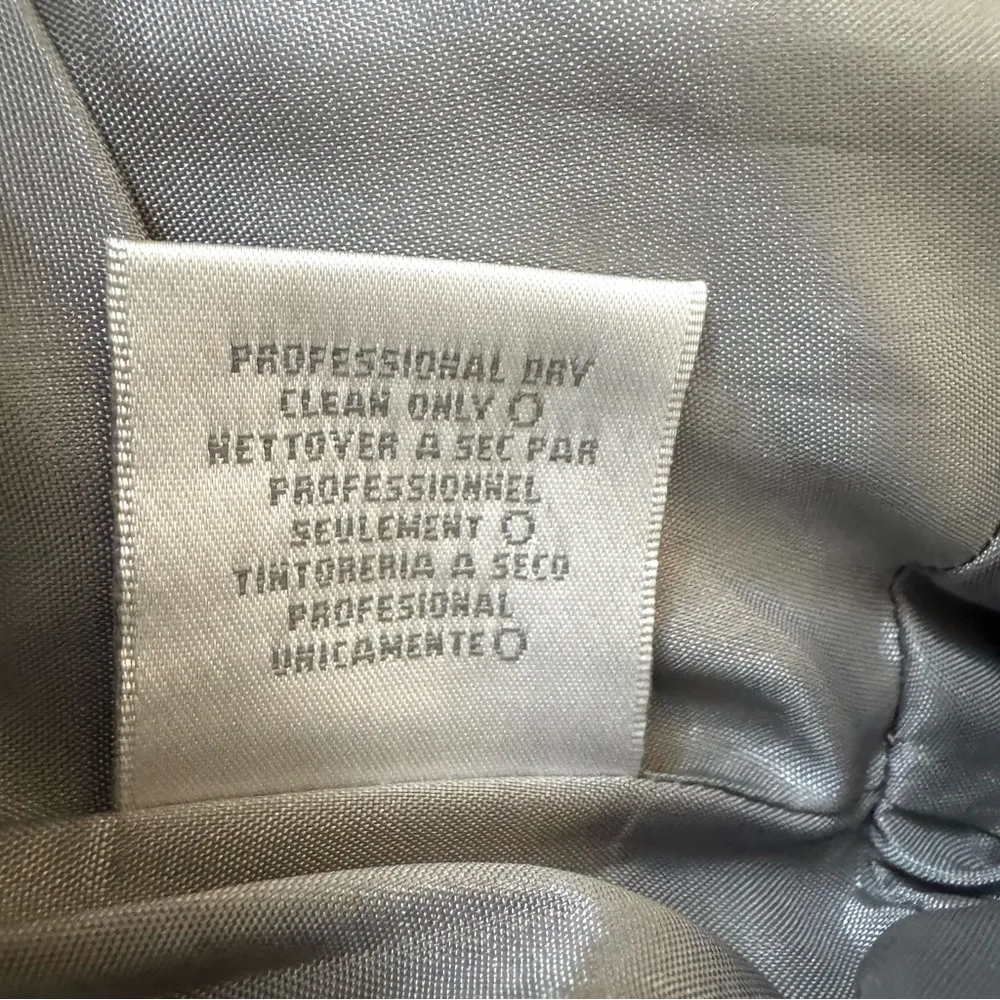 PROFESSIONAL DRY
CLEAN ONLY
NETTOYER A SEC PAR
PROFESSIONNEL
SEULEMENT
TINTORERIA A SECO
PROFESIONAL
UNICAMENTE